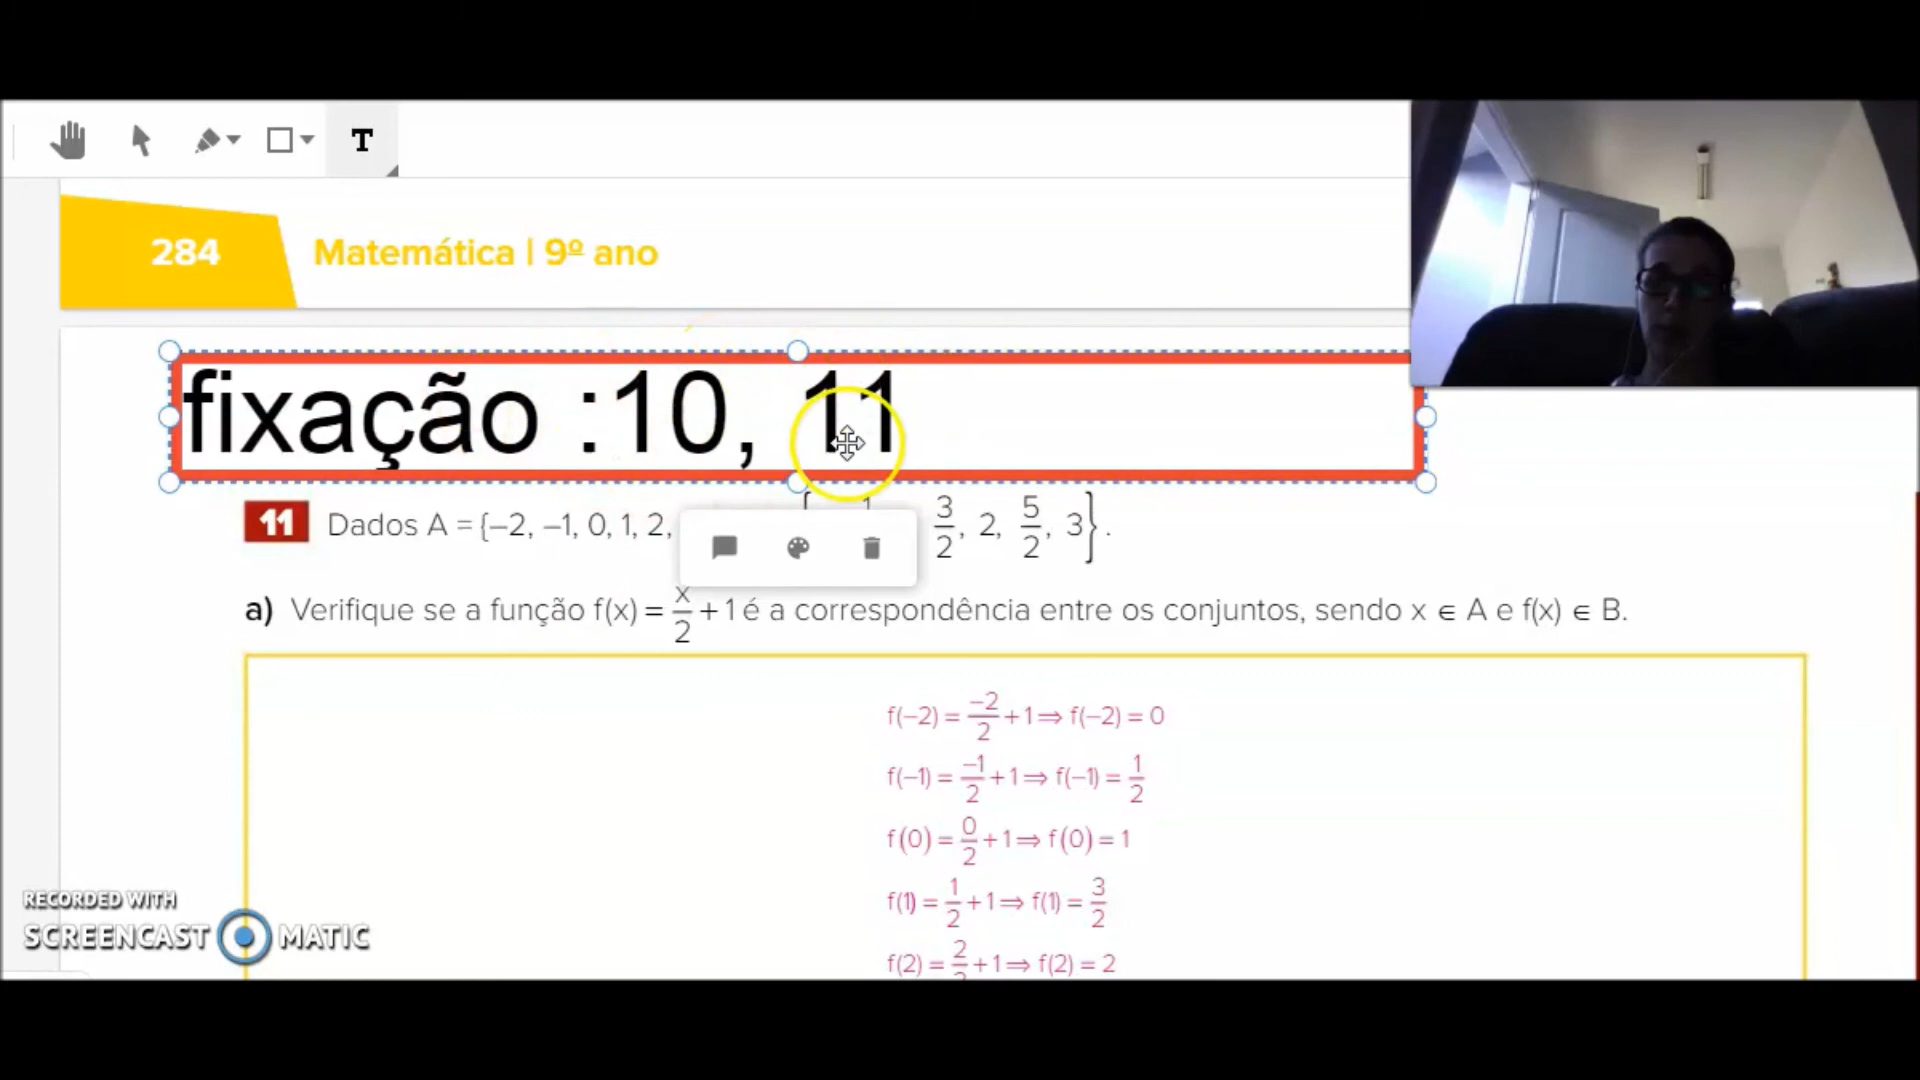 T
284 Matemática | 9º ano
fixação :10, 11
11 Dados A = {–2, –1, 0, 1, 2, 3/2, 2, 5/2, 3}.
a) Verifique se a função f(x) = x/2 + 1 é a correspondência entre os conjuntos, sendo x ∈ A e f(x) ∈ B.
f(–2) = –2/2 + 1 ⇒ f(–2) = 0
f(–1) = –1/2 + 1 ⇒ f(–1) = 1/2
f(0) = 0/2 + 1 ⇒ f(0) = 1
f(1) = 1/2 + 1 ⇒ f(1) = 3/2
f(2) = 2/2 + 1 ⇒ f(2) = 2
RECORDED WITH
SCREENCAST MATIC